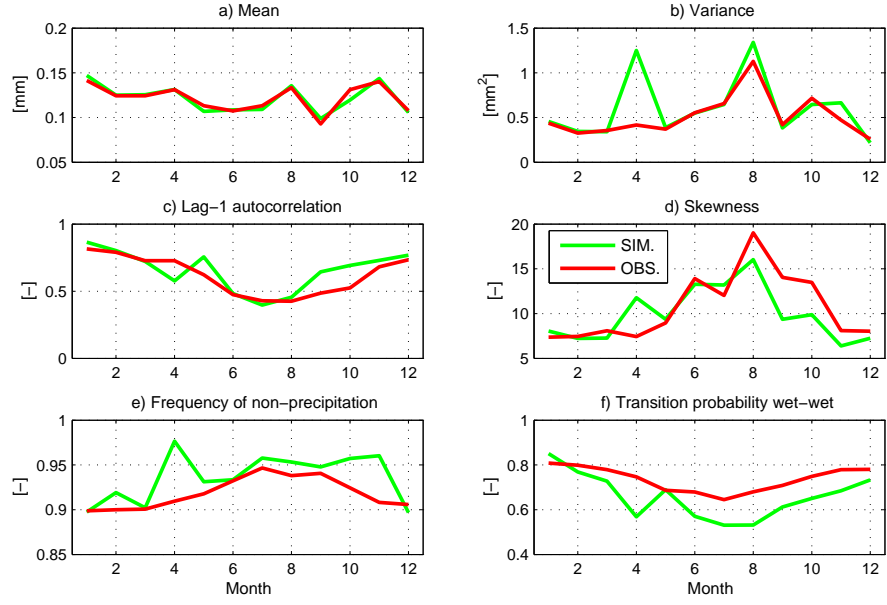 a) Mean
[mm]
0.2
0.15
0.1
0.05
2 4 6 8 10 12
b) Variance
[mm²]
1.5
1
0.5
0
2 4 6 8 10 12
c) Lag−1 autocorrelation
[−]
1
0.5
0
2 4 6 8 10 12
d) Skewness
[−]
20
15
10
5
SIM.
OBS.
2 4 6 8 10 12
e) Frequency of non−precipitation
[−]
1
0.95
0.9
0.85
2 4 6 8 10 12
Month
f) Transition probability wet−wet
[−]
1
0.8
0.6
0.4
2 4 6 8 10 12
Month